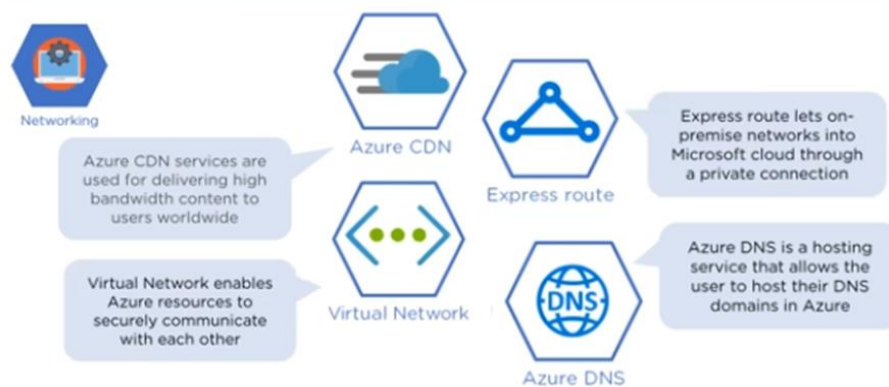 Networking
Azure CDN
Azure CDN services are
used for delivering high
bandwidth content to
users worldwide
Express route
Express route lets on-
premise networks into
Microsoft cloud through
a private connection
Virtual Network
Virtual Network enables
Azure resources to
securely communicate
with each other
DNS
Azure DNS
Azure DNS is a hosting
service that allows the
user to host their DNS
domains in Azure